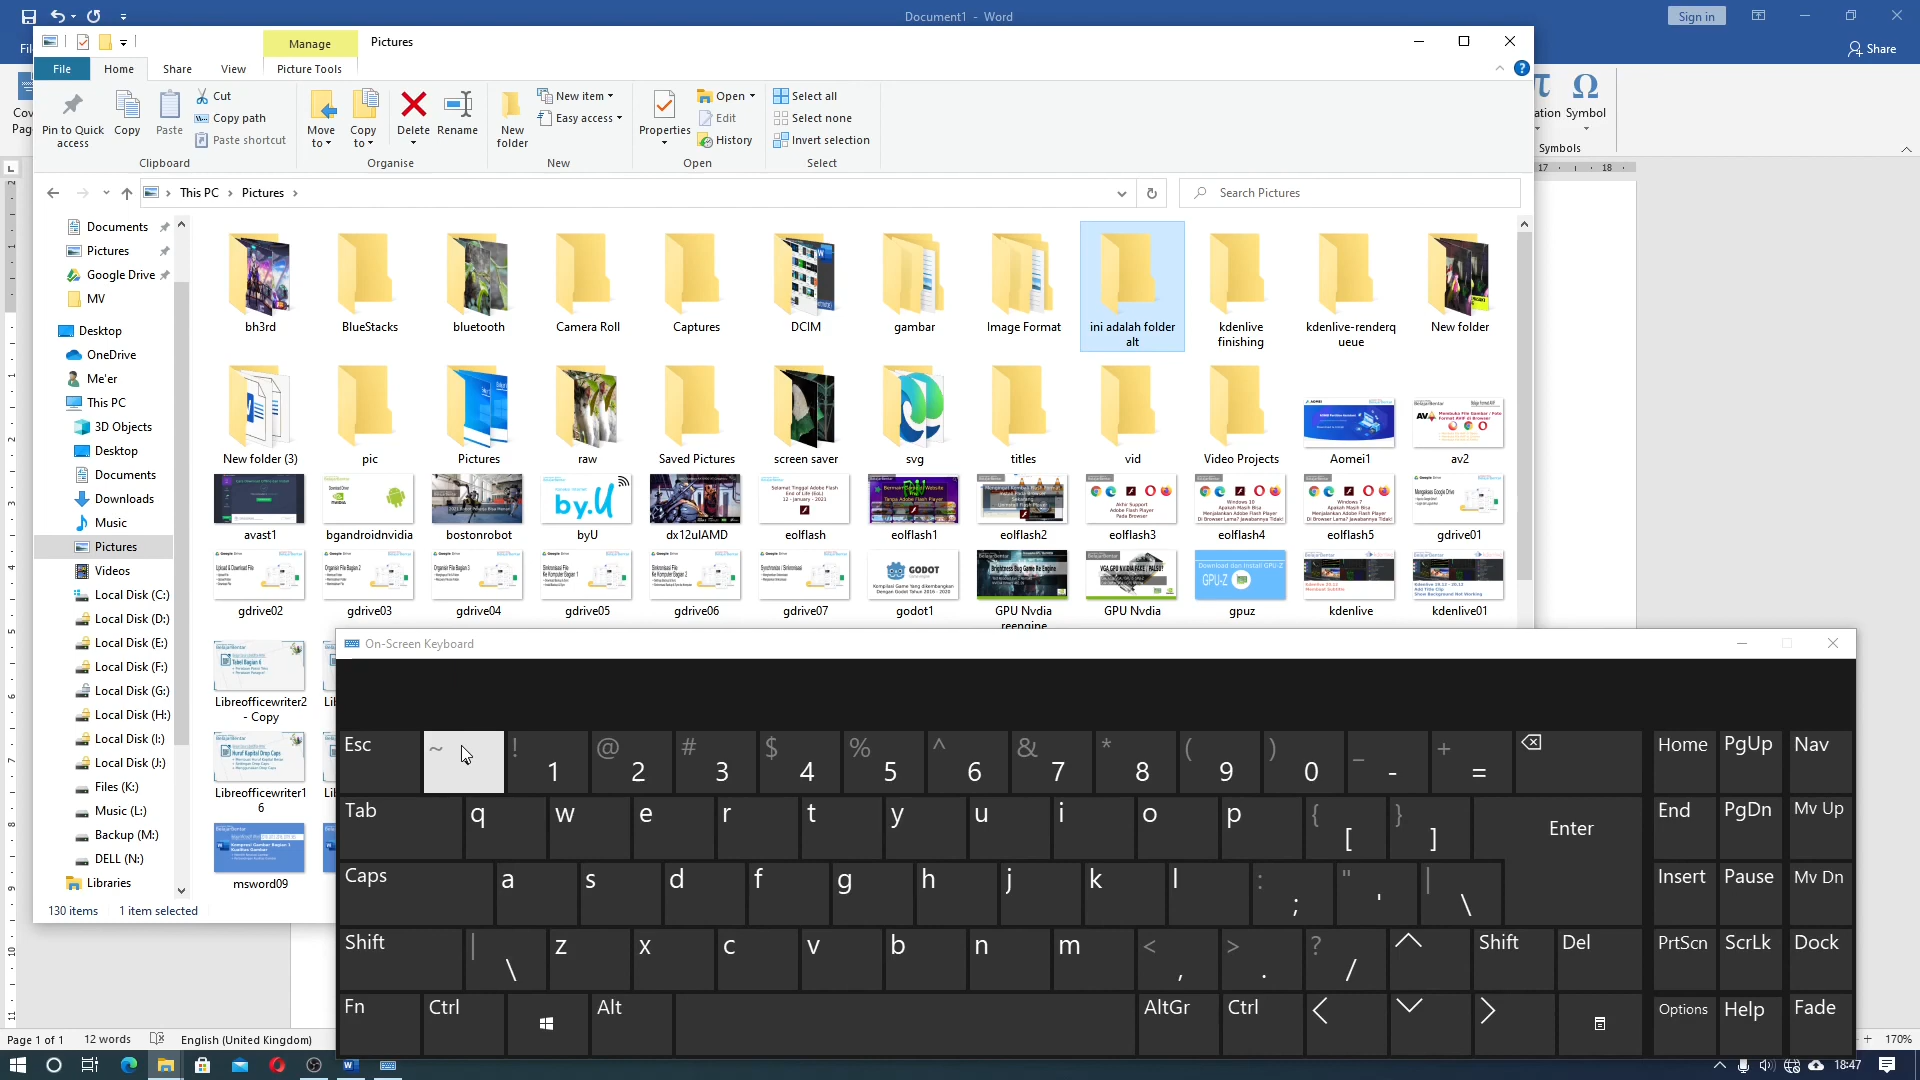 Document1 - Word
Sign in
Share
Manage
Pictures
File
Home
Share
View
Picture Tools
Pin to Quick access
Copy
Paste
Cut
Copy path
Paste shortcut
Move to
Copy to
Delete
Rename
New folder
New item
Easy access
Properties
Open
Edit
History
Select all
Select none
Invert selection
Symbol
Clipboard
Organise
New
Open
Select
Symbols
This PC
Pictures
Search Pictures
17
18
Documents
Pictures
Google Drive
MV
Desktop
OneDrive
Me'er
This PC
3D Objects
Desktop
Documents
Downloads
Music
Pictures
Videos
Local Disk (C:)
Local Disk (D:)
Local Disk (E:)
Local Disk (F:)
Local Disk (G:)
Local Disk (H:)
Local Disk (I:)
Local Disk (J:)
Files (K:)
Music (L:)
Backup (M:)
DELL (N:)
Libraries
130 items
1 item selected
bh3rd
BlueStacks
bluetooth
Camera Roll
Captures
DCIM
gambar
Image Format
ini adalah folder
alt
kdenlive
finishing
kdenlive-renderq
ueue
New folder
New folder (3)
pic
Pictures
raw
Saved Pictures
screen saver
svg
titles
vid
Video Projects
Aomei1
av2
avast1
bgandroidnvidia
bostonrobot
byU
dx12ulAMD
eolflash
eolflash1
eolflash2
eolflash3
eolflash4
eolflash5
gdrive01
gdrive02
gdrive03
gdrive04
gdrive05
gdrive06
gdrive07
godot1
GPU Nvdia
reengine
GPU Nvdia
gpuz
kdenlive
kdenlive01
Libreofficewriter2
- Copy
Libreofficewriter1
6
msword09
On-Screen Keyboard
Esc ~ ! 1 @ 2 # 3 $ 4 % 5 ^ 6 & 7 * 8 ( 9 ) 0 _ - + = Home PgUp Nav
Tab q w e r t y u i o p { [ } ] Enter End PgDn Mv Up
Caps a s d f g h j k l : ; " ' | \ Insert Pause Mv Dn
Shift | \ z x c v b n m < , > . ? / Shift Del PrtScn ScrLk Dock
Fn Ctrl Alt AltGr Ctrl Options Help Fade
Page 1 of 1
12 words
English (United Kingdom)
170%
18:47